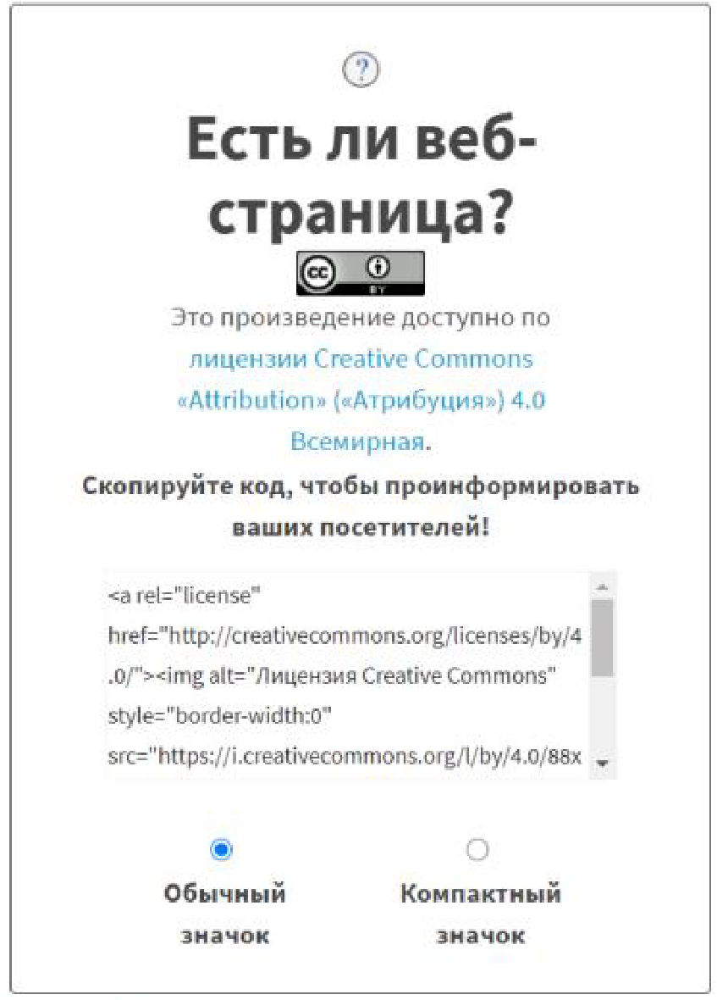 ?
Есть ли веб-
страница?
cc
BY
Это произведение доступно по
лицензии Creative Commons
«Attribution» («Атрибуция») 4.0
Всемирная.
Скопируйте код, чтобы проинформировать
ваших посетителей!
<a rel="license"
href="http://creativecommons.org/licenses/by/4
.0/"><img alt="Лицензия Creative Commons"
style="border-width:0"
src="https://i.creativecommons.org/l/by/4.0/88x
Обычный Компактный
значок значок